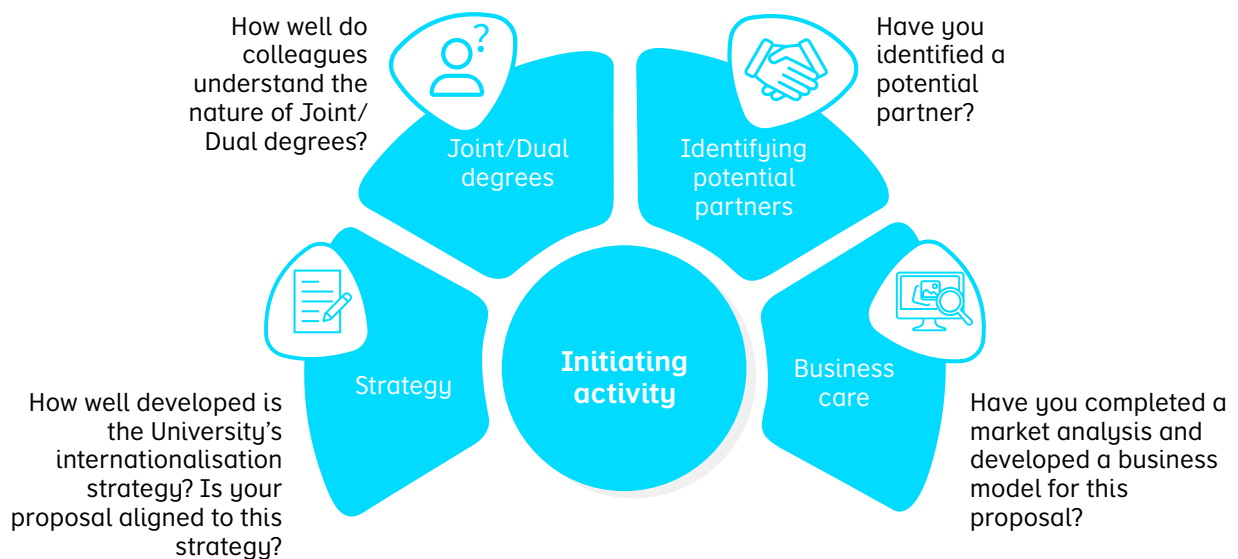 How well do
colleagues
understand the
nature of Joint/
Dual degrees?
?
Have you
identified a
potential
partner?
Joint/Dual
degrees
Identifying
potential
partners
Strategy
Initiating
activity
Business
care
How well developed is
the University's
internationalisation
strategy? Is your
proposal aligned to this
strategy?
Have you completed a
market analysis and
developed a business
model for this
proposal?